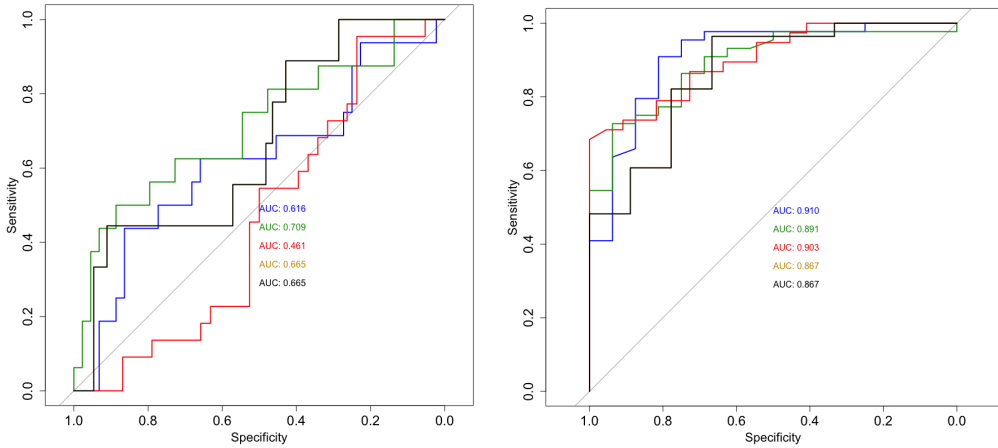 1.0
0.8
0.6
0.4
0.2
0.0
Sensitivity
AUC: 0.616
AUC: 0.709
AUC: 0.461
AUC: 0.665
AUC: 0.665
1.0 0.8 0.6 0.4 0.2 0.0
Specificity
1.0
0.8
0.6
0.4
0.2
0.0
Sensitivity
AUC: 0.910
AUC: 0.891
AUC: 0.903
AUC: 0.867
AUC: 0.867
1.0 0.8 0.6 0.4 0.2 0.0
Specificity